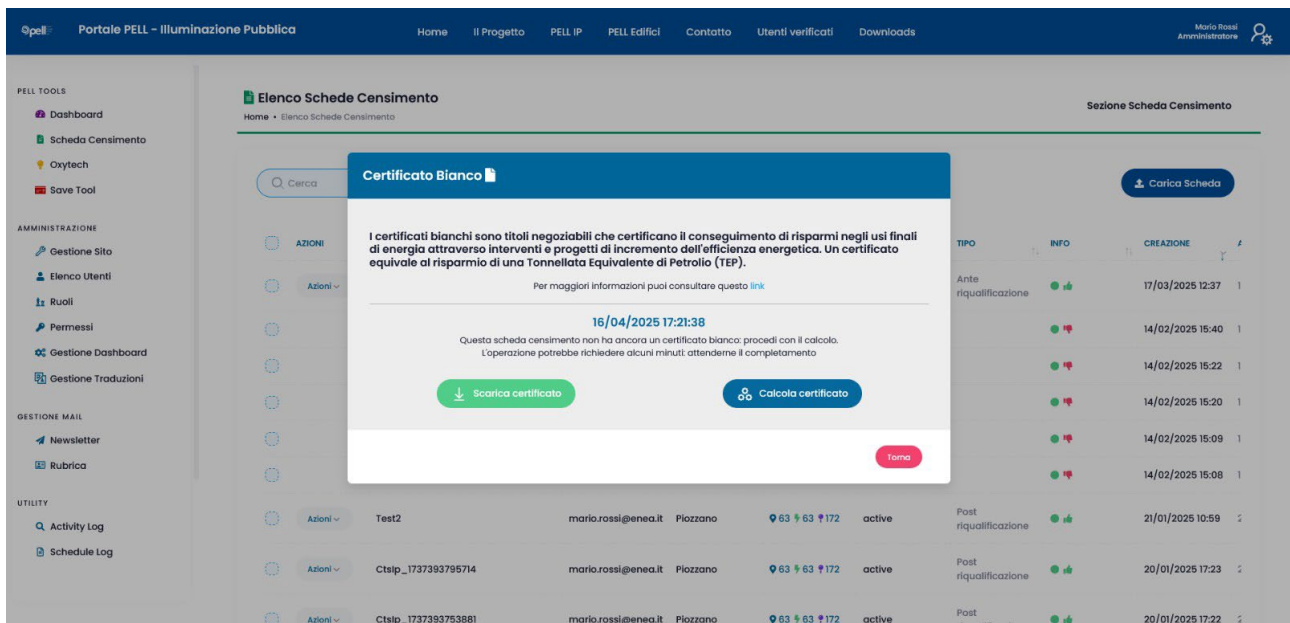 pell
Portale PELL - Illuminazione Pubblica
Home
Il Progetto
PELL IP
PELL Edifici
Contatto
Utenti verificati
Downloads
Mario Rossi
Amministratore
PELL TOOLS
Dashboard
Scheda Censimento
Oxytech
Save Tool
AMMINISTRAZIONE
Gestione Sito
Elenco Utenti
Ruoli
Permessi
Gestione Dashboard
Gestione Traduzioni
GESTIONE MAIL
Newsletter
Rubrica
UTILITY
Activity Log
Schedule Log
Elenco Schede Censimento
Home • Elenco Schede Censimento
Sezione Scheda Censimento
Cerca
Carica Scheda
Certificato Bianco
I certificati bianchi sono titoli negoziabili che certificano il conseguimento di risparmi negli usi finali
di energia attraverso interventi e progetti di incremento dell'efficienza energetica. Un certificato
equivale al risparmio di una Tonnellata Equivalente di Petrolio (TEP).
Per maggiori informazioni puoi consultare questo link
16/04/2025 17:21:38
Questa scheda censimento non ha ancora un certificato bianco: procedi con il calcolo.
L'operazione potrebbe richiedere alcuni minuti: attenderne il completamento
Scarica certificato
Calcola certificato
Torna
AZIONI TIPO INFO CREAZIONE
Azioni Ante riqualificazione 17/03/2025 12:37 1
14/02/2025 15:40 1
14/02/2025 15:22 1
14/02/2025 15:20 1
14/02/2025 15:09 1
14/02/2025 15:08 1
Azioni Test2 mario.rossi@enea.it Piozzano 63 63 172 active Post riqualificazione 21/01/2025 10:59 2
Azioni CtsIp_1737393795714 mario.rossi@enea.it Piozzano 63 63 172 active Post riqualificazione 20/01/2025 17:23 2
Azioni CtsIp_1737393753881 mario.rossi@enea.it Piozzano 63 63 172 active Post 20/01/2025 17:22 2